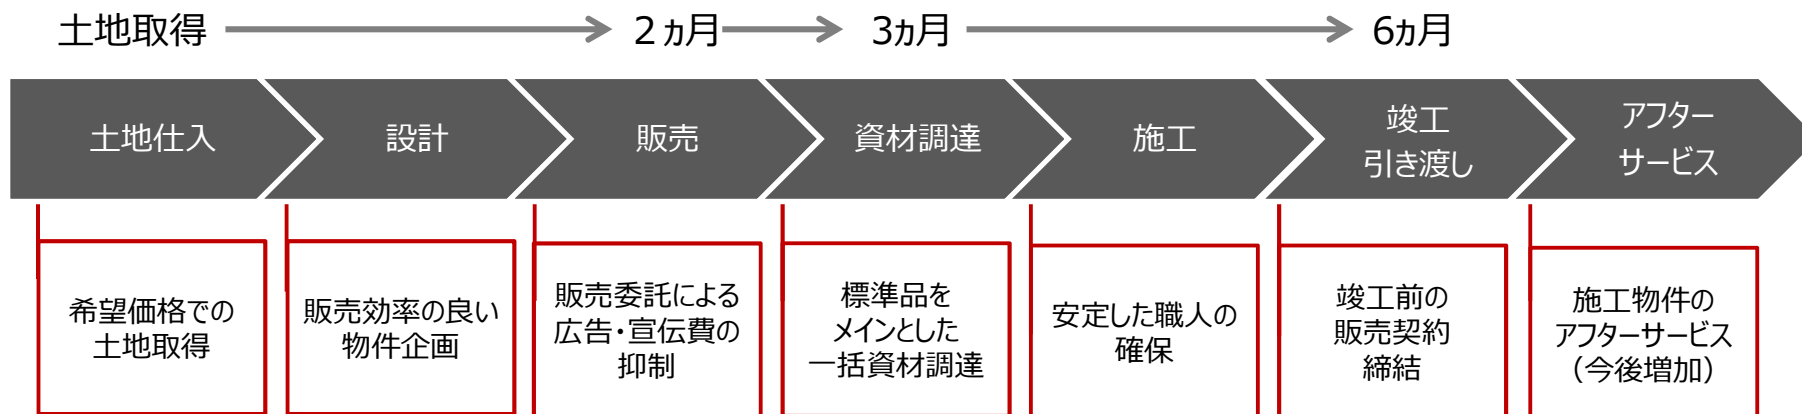 土地取得 2ヵ月 3ヵ月 6ヵ月
土地仕入
設計
販売
資材調達
施工
竣工
引き渡し
アフター
サービス
希望価格での
土地取得
販売効率の良い
物件企画
販売委託による
広告・宣伝費の
抑制
標準品を
メインとした
一括資材調達
安定した職人の
確保
竣工前の
販売契約
締結
施工物件の
アフターサービス
（今後増加）